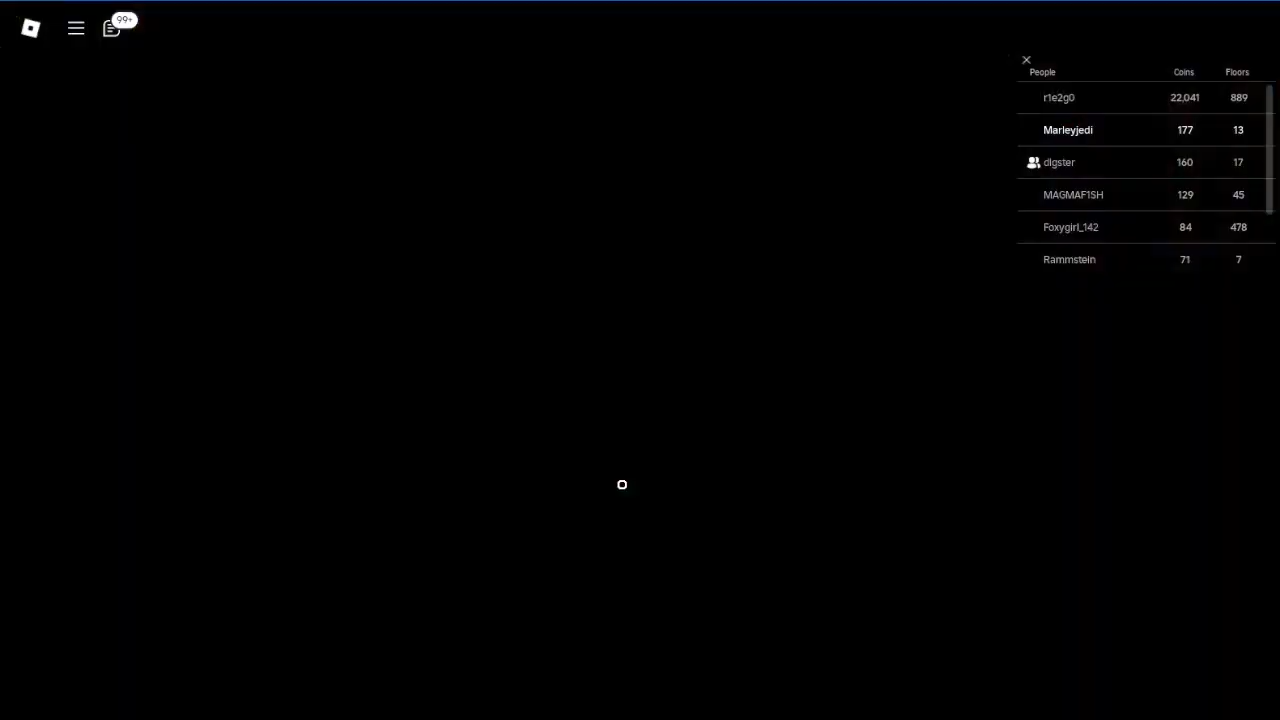 99+
People Coins Floors
r1e2g0 22,041 889
Marleyjedi 177 13
digster 160 17
MAGMAF1SH 129 45
Foxygirl_142 84 478
Rammstein 71 7